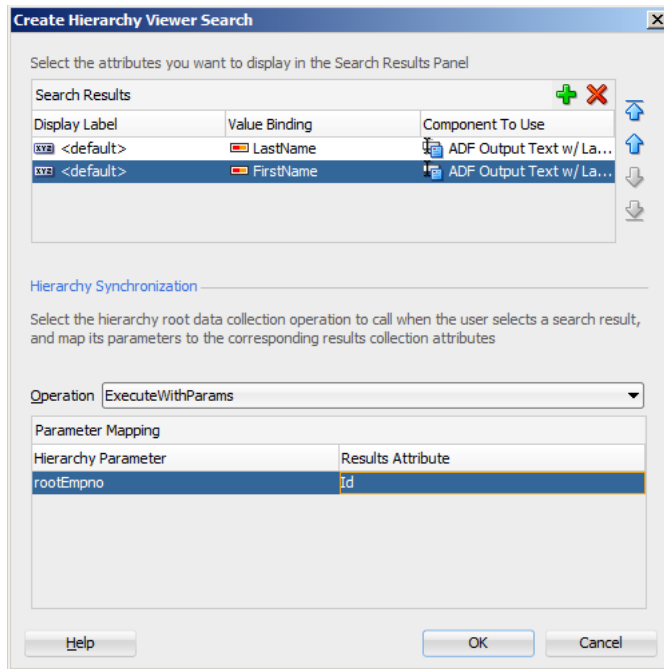 Create Hierarchy Viewer Search
Select the attributes you want to display in the Search Results Panel
Search Results
Display Label Value Binding Component To Use
XYZ <default> LastName ADF Output Text w/ La...
XYZ <default> FirstName ADF Output Text w/ La...
Hierarchy Synchronization
Select the hierarchy root data collection operation to call when the user selects a search result,
and map its parameters to the corresponding results collection attributes
Operation ExecuteWithParams
Parameter Mapping
Hierarchy Parameter Results Attribute
rootEmpno Id
Help OK Cancel